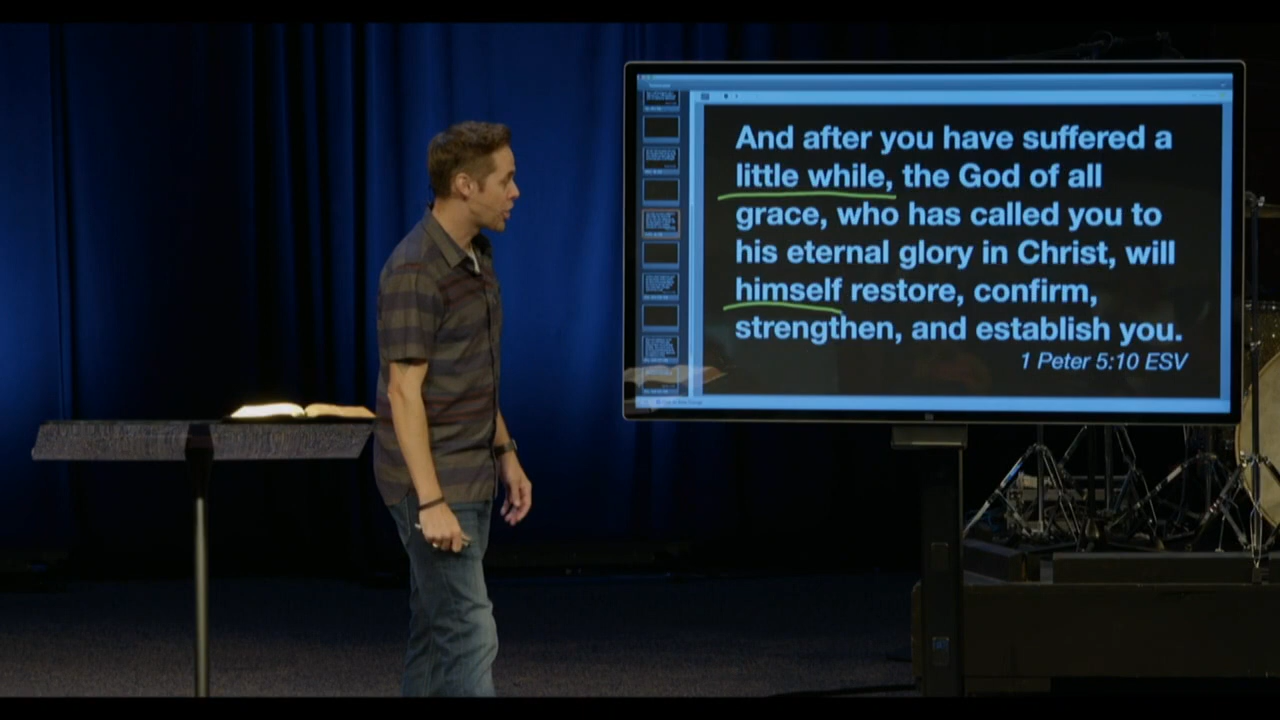 And after you have suffered a
little while, the God of all
grace, who has called you to
his eternal glory in Christ, will
himself restore, confirm,
strengthen, and establish you.
1 Peter 5:10 ESV